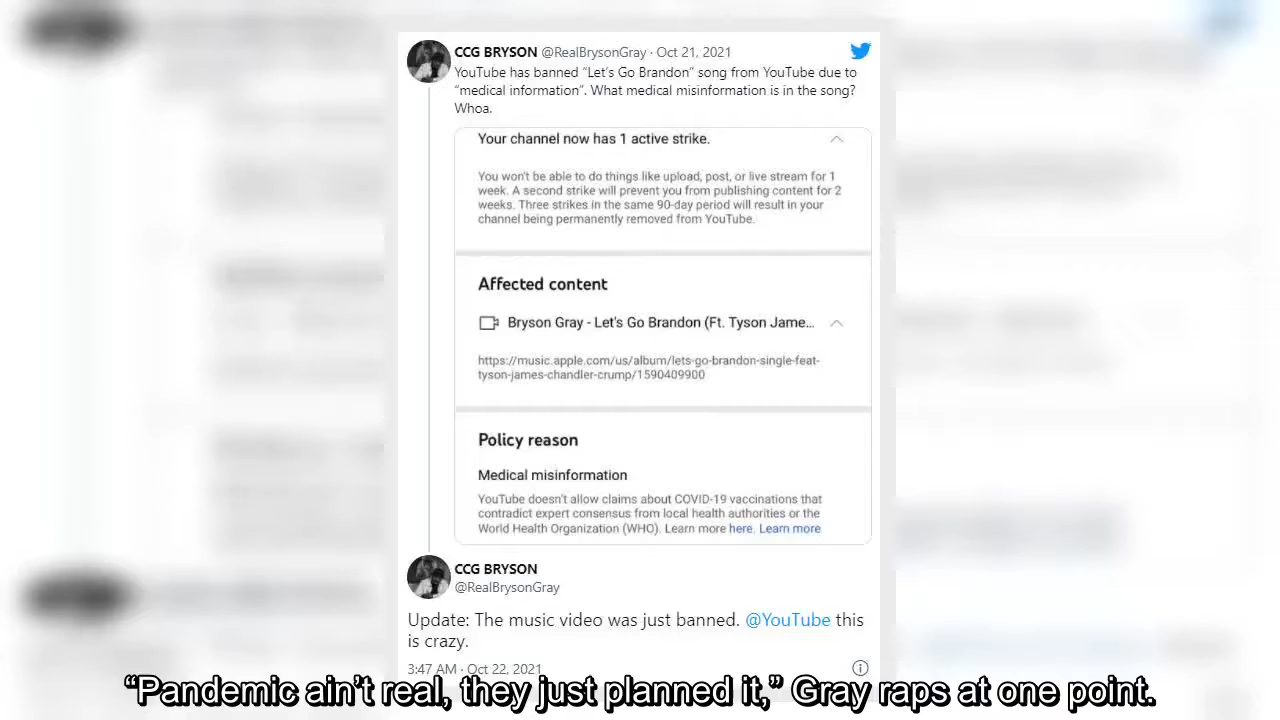 CCG BRYSON @RealBrysonGray · Oct 21, 2021
YouTube has banned “Let’s Go Brandon” song from YouTube due to
“medical information”. What medical misinformation is in the song?
Whoa.
Your channel now has 1 active strike.
You won't be able to do things like upload, post, or live stream for 1
week. A second strike will prevent you from publishing content for 2
weeks. Three strikes in the same 90-day period will result in your
channel being permanently removed from YouTube.
Affected content
Bryson Gray - Let's Go Brandon (Ft. Tyson Jame...
https://music.apple.com/us/album/lets-go-brandon-single-feat-
tyson-james-chandler-crump/1590409900
Policy reason
Medical misinformation
YouTube doesn't allow claims about COVID-19 vaccinations that
contradict expert consensus from local health authorities or the
World Health Organization (WHO). Learn more here. Learn more
CCG BRYSON
@RealBrysonGray
Update: The music video was just banned. @YouTube this
is crazy.
3:47 AM · Oct 22, 2021
“Pandemic ain’t real, they just planned it,” Gray raps at one point.